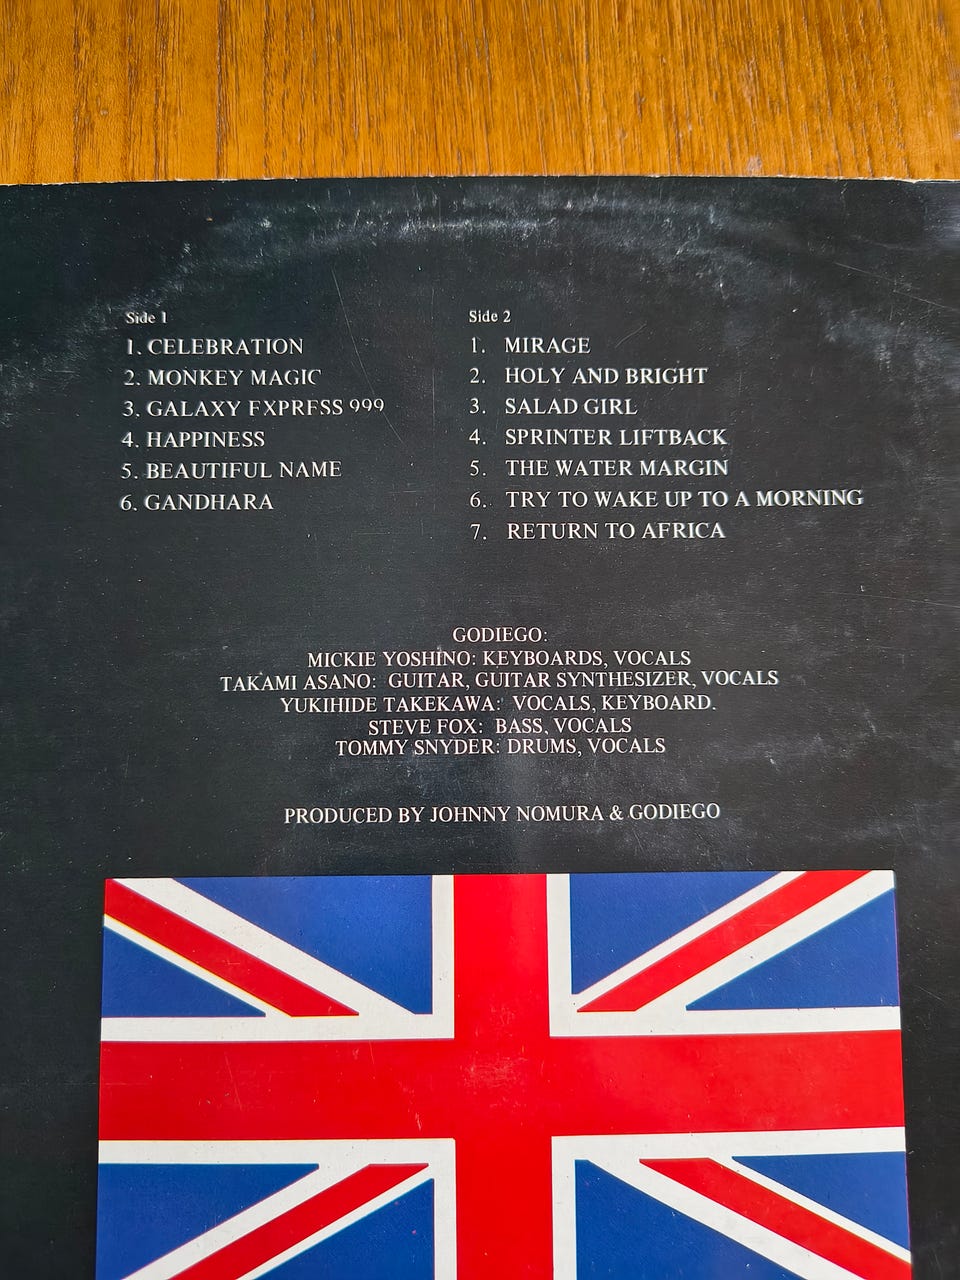 Side 1
1. CELEBRATION
2. MONKEY MAGIC
3. GALAXY EXPRESS 999
4. HAPPINESS
5. BEAUTIFUL NAME
6. GANDHARA
Side 2
1. MIRAGE
2. HOLY AND BRIGHT
3. SALAD GIRL
4. SPRINTER LIFTBACK
5. THE WATER MARGIN
6. TRY TO WAKE UP TO A MORNING
7. RETURN TO AFRICA
GODIEGO:
MICKIE YOSHINO: KEYBOARDS, VOCALS
TAKAMI ASANO: GUITAR, GUITAR SYNTHESIZER, VOCALS
YUKIHIDE TAKEKAWA: VOCALS, KEYBOARD.
STEVE FOX: BASS, VOCALS
TOMMY SNYDER: DRUMS, VOCALS
PRODUCED BY JOHNNY NOMURA & GODIEGO